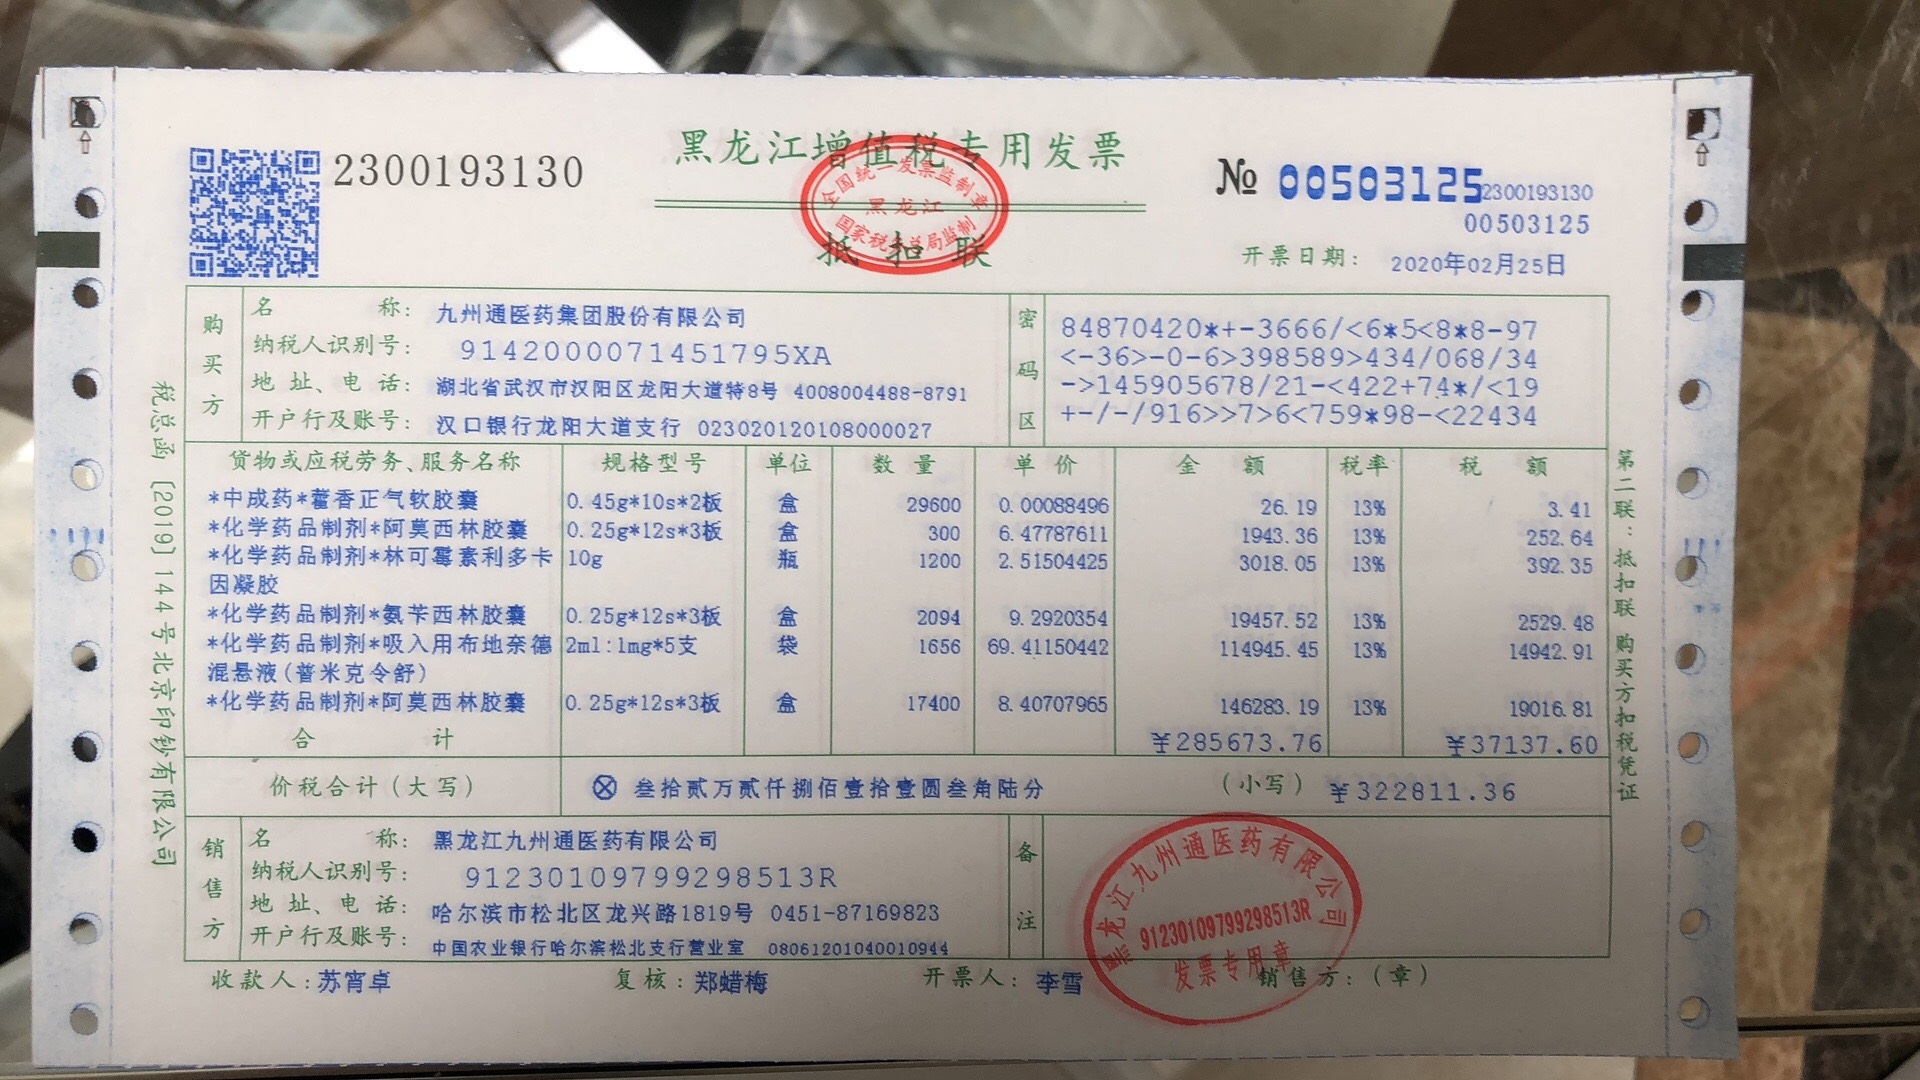 2300193130
黑龙江增值税专用发票
全国统一发票监制章
黑龙江
国家税务总局监制
抵扣联
№ 00503125
2300193130
00503125
开票日期: 2020年02月25日
购买方
名 称: 九州通医药集团股份有限公司
纳税人识别号: 9142000071451795XA
地 址、电 话: 湖北省武汉市汉阳区龙阳大道特8号 4008004488-8791
开户行及账号: 汉口银行龙阳大道支行 023020120108000027
密码区
84870420*+-3666/<6*5<8*8-97
<-36>-0-6>398589>434/068/34
->145905678/21-<422+74*/<19
+-/-/916>>7>6<759*98-<22434
货物或应税劳务、服务名称 规格型号 单位 数 量 单 价 金 额 税率 税 额
*中成药*藿香正气软胶囊 0.45g*10s*2板 盒 29600 0.00088496 26.19 13% 3.41
*化学药品制剂*阿莫西林胶囊 0.25g*12s*3板 盒 300 6.47787611 1943.36 13% 252.64
*化学药品制剂*林可霉素利多卡 10g 瓶 1200 2.51504425 3018.05 13% 392.35
因凝胶
*化学药品制剂*氨苄西林胶囊 0.25g*12s*3板 盒 2094 9.2920354 19457.52 13% 2529.48
*化学药品制剂*吸入用布地奈德 2ml:1mg*5支 袋 1656 69.41150442 114945.45 13% 14942.91
混悬液(普米克令舒)
*化学药品制剂*阿莫西林胶囊 0.25g*12s*3板 盒 17400 8.40707965 146283.19 13% 19016.81
合 计 ¥285673.76 ¥37137.60
价税合计(大写) ⊗ 叁拾贰万贰仟捌佰壹拾壹圆叁角陆分 (小写) ¥322811.36
销售方
名 称: 黑龙江九州通医药有限公司
纳税人识别号: 91230109799298513R
地 址、电 话: 哈尔滨市松北区龙兴路1819号 0451-87169823
开户行及账号: 中国农业银行哈尔滨松北支行营业室 08061201040010944
备注
黑龙江九州通医药有限公司
91230109799298513R
发票专用章
收款人: 苏宵卓 复核: 郑蜡梅 开票人: 李雪 销售方: (章)
税总函[2019]144号北京印钞有限公司
第二联: 抵扣联 购买方扣税凭证